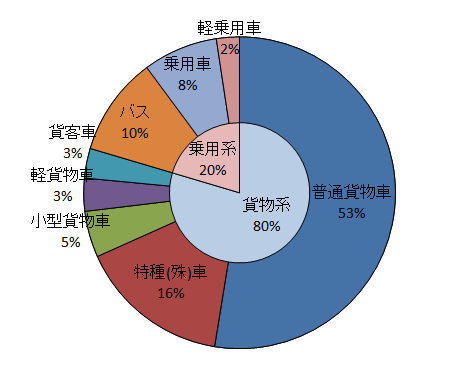 軽乗用車
2%
乗用車
8%
バス
10%
貨客車
3%
軽貨物車
3%
小型貨物車
5%
特種(殊)車
16%
普通貨物車
53%
乗用系
20%
貨物系
80%